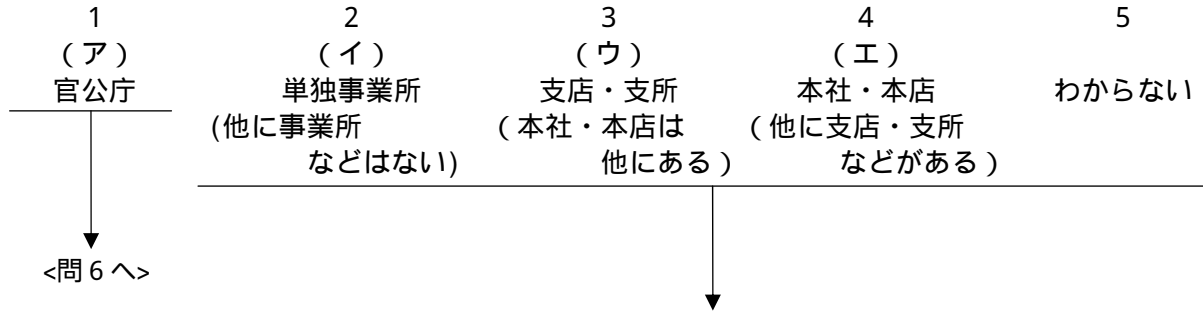 1 2 3 4 5
（ア） （イ） （ウ） （エ）
官公庁 単独事業所 支店・支所 本社・本店 わからない
(他に事業所 （本社・本店は （他に支店・支所
などはない) 他にある） などがある）
<問６へ>